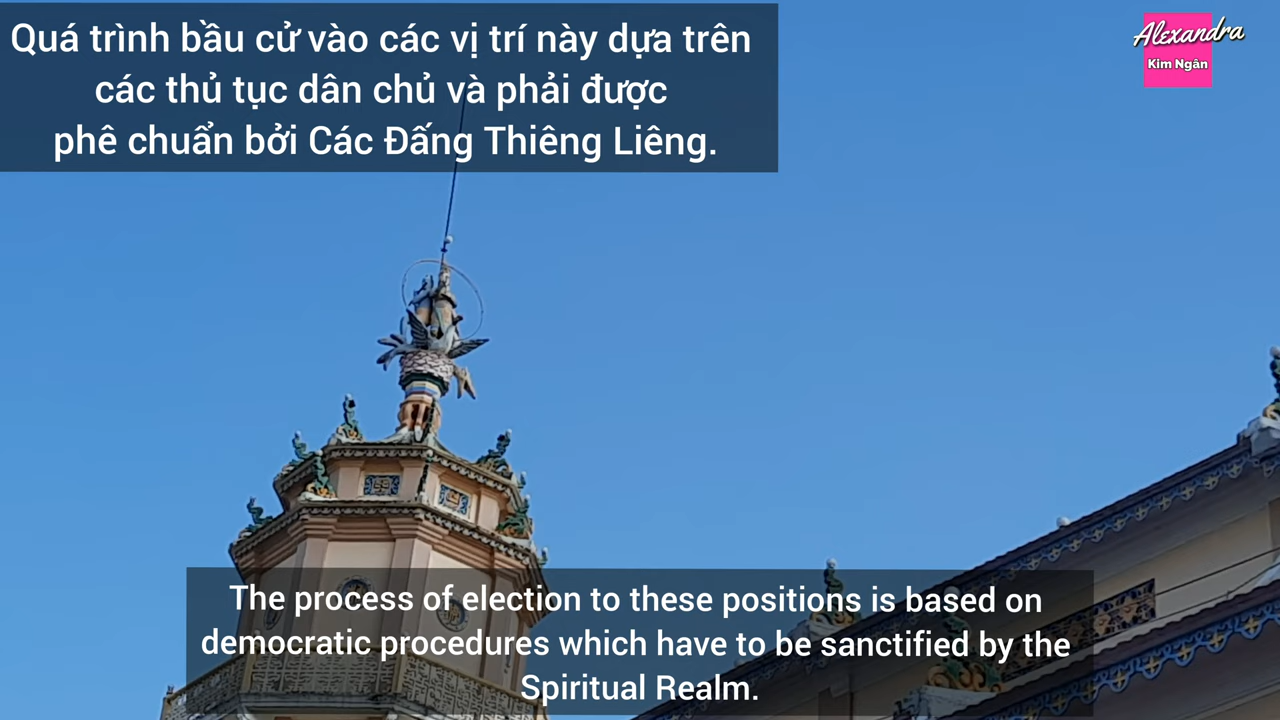 Quá trình bầu cử vào các vị trí này dựa trên
các thủ tục dân chủ và phải được
phê chuẩn bởi Các Đấng Thiêng Liêng.
Alexandra
Kim Ngân
The process of election to these positions is based on
democratic procedures which have to be sanctified by the
Spiritual Realm.